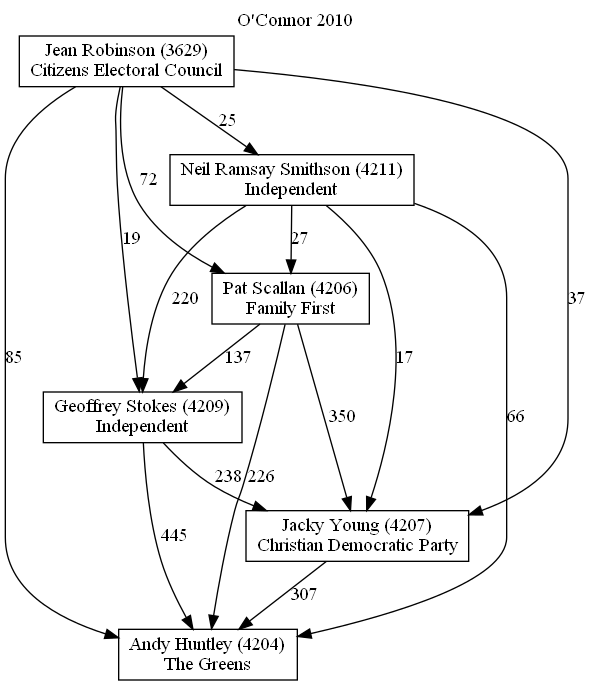 O'Connor 2010
Jean Robinson (3629)
Citizens Electoral Council
25
Neil Ramsay Smithson (4211)
Independent
72
19
27
220
37
Pat Scallan (4206)
Family First
85
137
17
Geoffrey Stokes (4209)
Independent
350
66
238
226
Jacky Young (4207)
Christian Democratic Party
445
307
Andy Huntley (4204)
The Greens